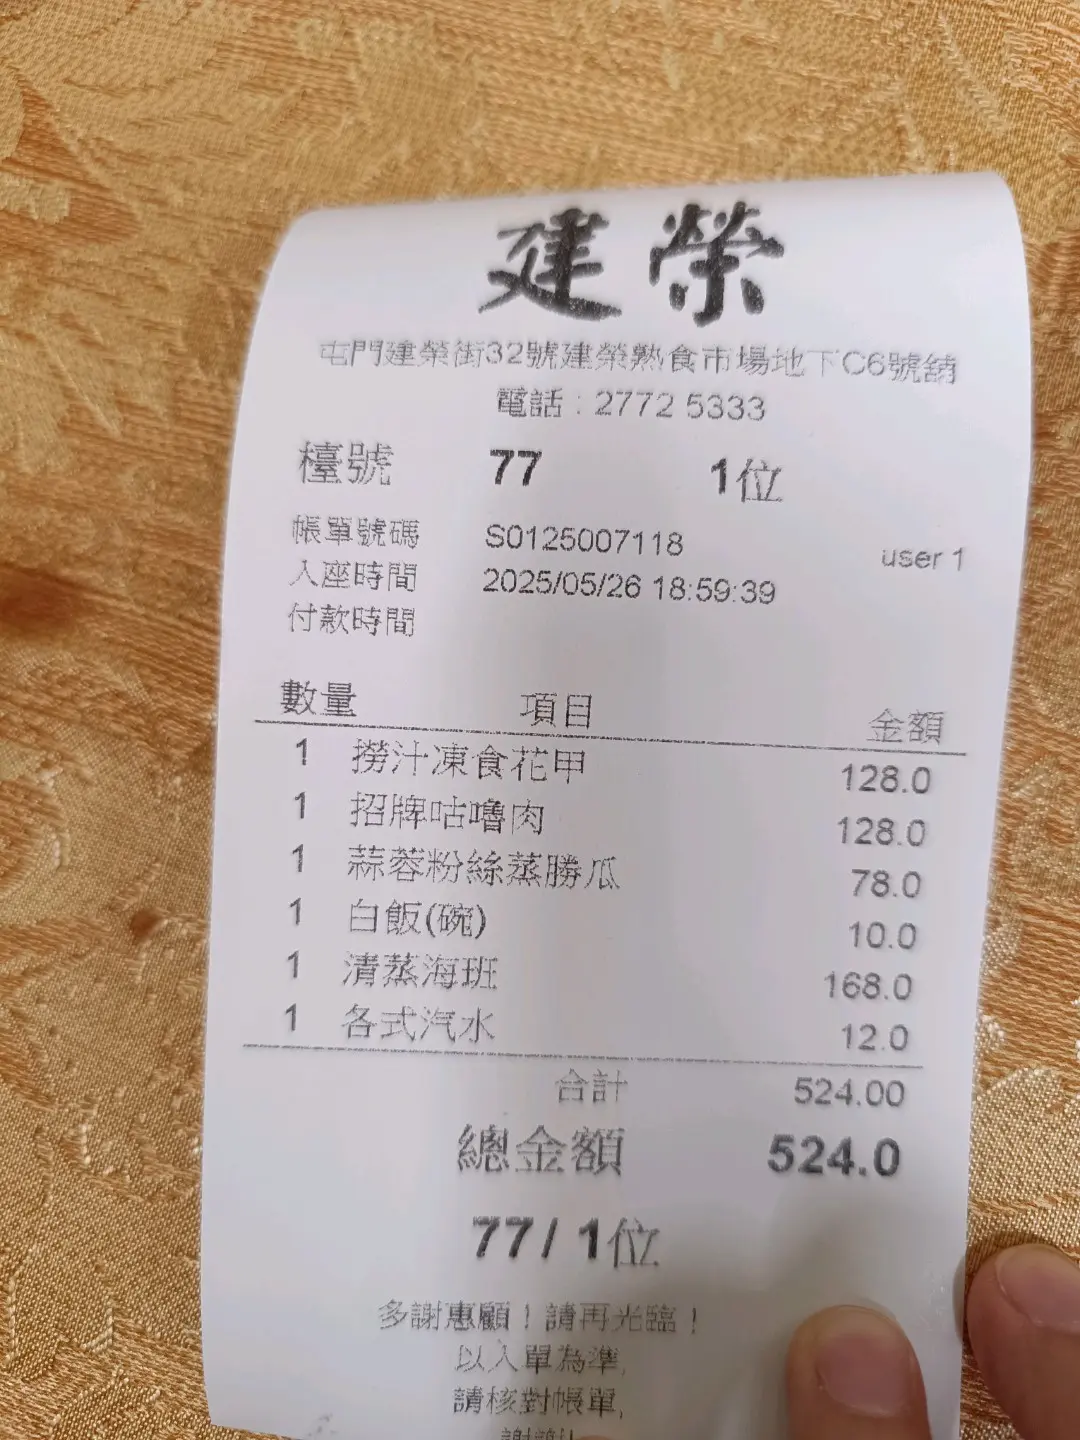 建榮
屯門建榮街32號建榮熟食市場地下C6號舖
電話 : 2772 5333
檯號 77 1位
帳單號碼 S0125007118 user 1
入座時間 2025/05/26 18:59:39
付款時間
數量 項目 金額
1 撈汁凍食花甲 128.0
1 招牌咕嚕肉 128.0
1 蒜蓉粉絲蒸勝瓜 78.0
1 白飯(碗) 10.0
1 清蒸海班 168.0
1 各式汽水 12.0
合計 524.00
總金額 524.0
77/ 1位
多謝惠顧！請再光臨！
以入單為準,
請核對帳單,
謝謝!